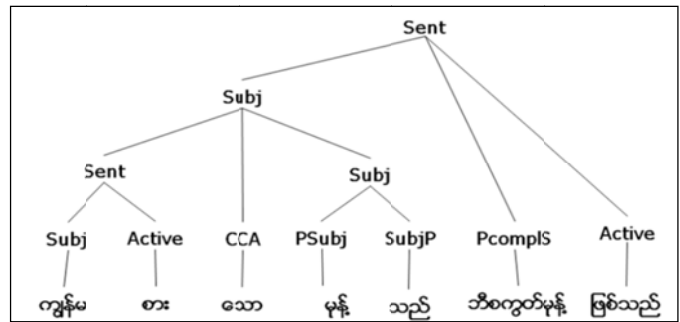 Sent
Subj
Sent Subj
Subj Active CCA PSubj SubjP PcomplS Active
ကျွန်မ စား သော မုန့် သည် ဘီစကွတ်မုန့် ဖြစ်သည်